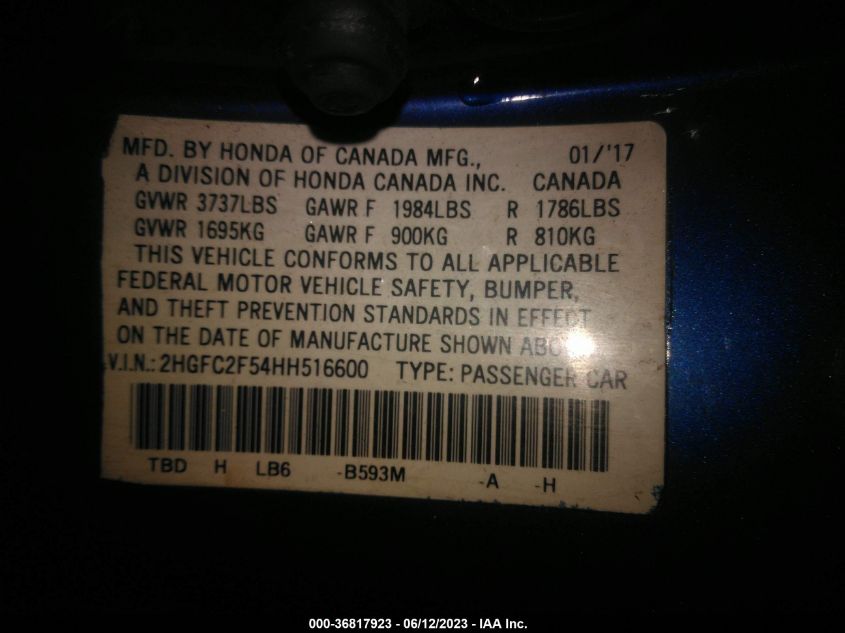 MFD. BY HONDA OF CANADA MFG., 01/'17
A DIVISION OF HONDA CANADA INC. CANADA
GVWR 3737LBS GAWR F 1984LBS R 1786LBS
GVWR 1695KG GAWR F 900KG R 810KG
THIS VEHICLE CONFORMS TO ALL APPLICABLE
FEDERAL MOTOR VEHICLE SAFETY, BUMPER,
AND THEFT PREVENTION STANDARDS IN EFFECT
ON THE DATE OF MANUFACTURE SHOWN
V.I.N.: 2HGFC2F54HH516600 TYPE: PASSENGER CAR
TBD H LB6 -B593M -A -H
000-36817923 - 06/12/2023 - IAA Inc.